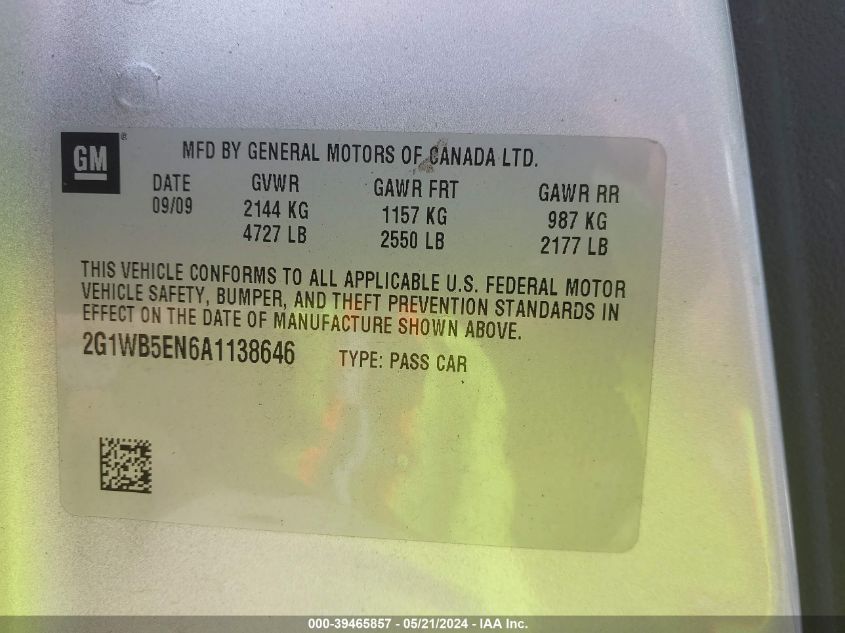 GM ®
MFD BY GENERAL MOTORS OF CANADA LTD.
DATE GVWR GAWR FRT GAWR RR
09/09 2144 KG 1157 KG 987 KG
4727 LB 2550 LB 2177 LB
THIS VEHICLE CONFORMS TO ALL APPLICABLE U.S. FEDERAL MOTOR
VEHICLE SAFETY, BUMPER, AND THEFT PREVENTION STANDARDS IN
EFFECT ON THE DATE OF MANUFACTURE SHOWN ABOVE.
2G1WB5EN6A1138646 TYPE: PASS CAR
000-39465857 - 05/21/2024 - IAA Inc.